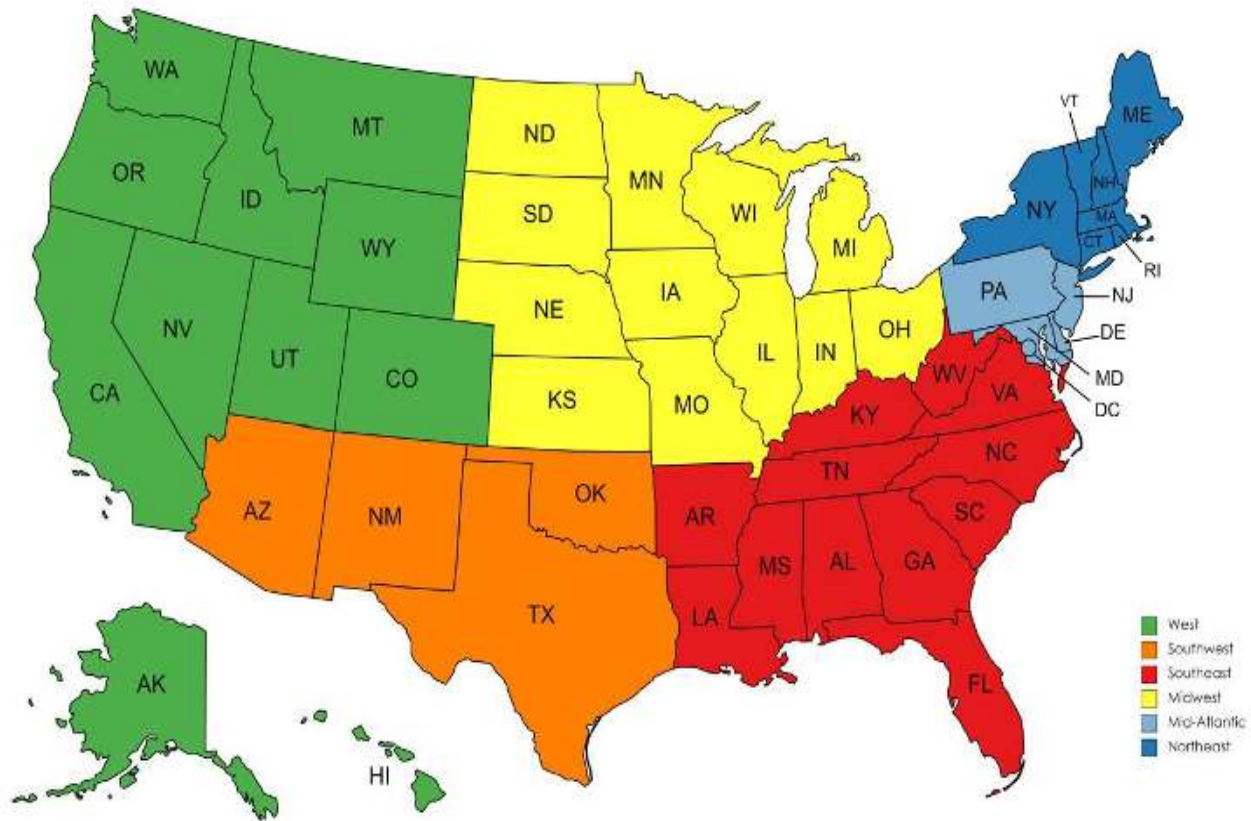 WA
MT
ND
VT
ME
OR
ID
MN
SD
WI
NY
NH
MA
CT
RI
WY
MI
IA
PA
NJ
NE
NV
UT
CO
IL
IN
OH
DE
MD
DC
CA
KS
MO
WV
VA
KY
NC
TN
AZ
NM
OK
AR
SC
MS
AL
GA
TX
LA
FL
AK
HI
West
Southwest
Southeast
Midwest
Mid-Atlantic
Northeast